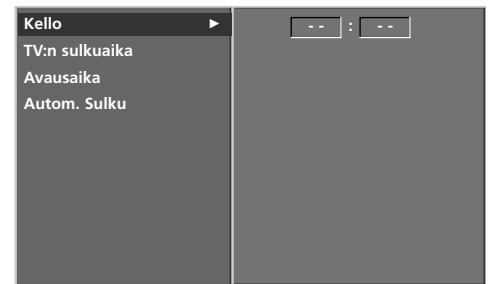 Kello ► -- : --
TV:n sulkuaika
Avausaika
Autom. Sulku